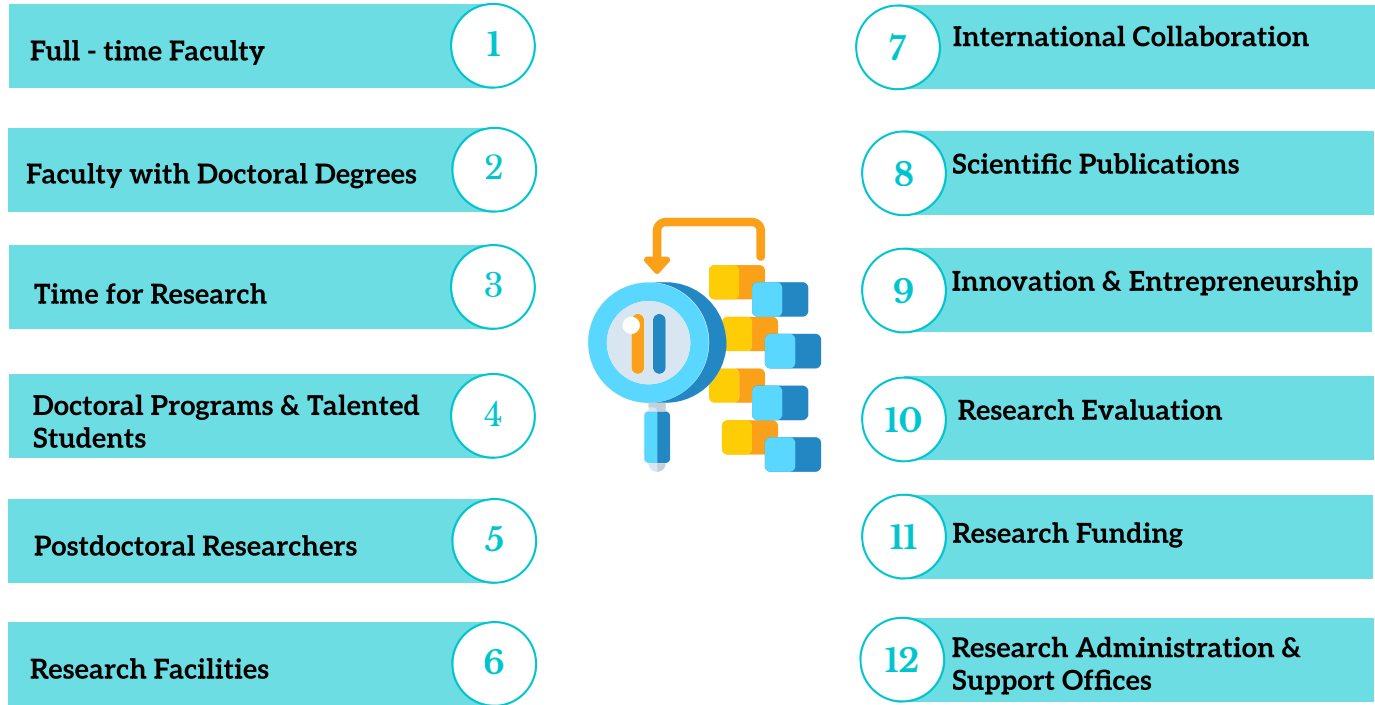 Full - time Faculty
1
Faculty with Doctoral Degrees
2
Time for Research
3
Doctoral Programs & Talented
Students
4
Postdoctoral Researchers
5
Research Facilities
6
7
International Collaboration
8
Scientific Publications
9
Innovation & Entrepreneurship
10
Research Evaluation
11
Research Funding
12
Research Administration &
Support Offices